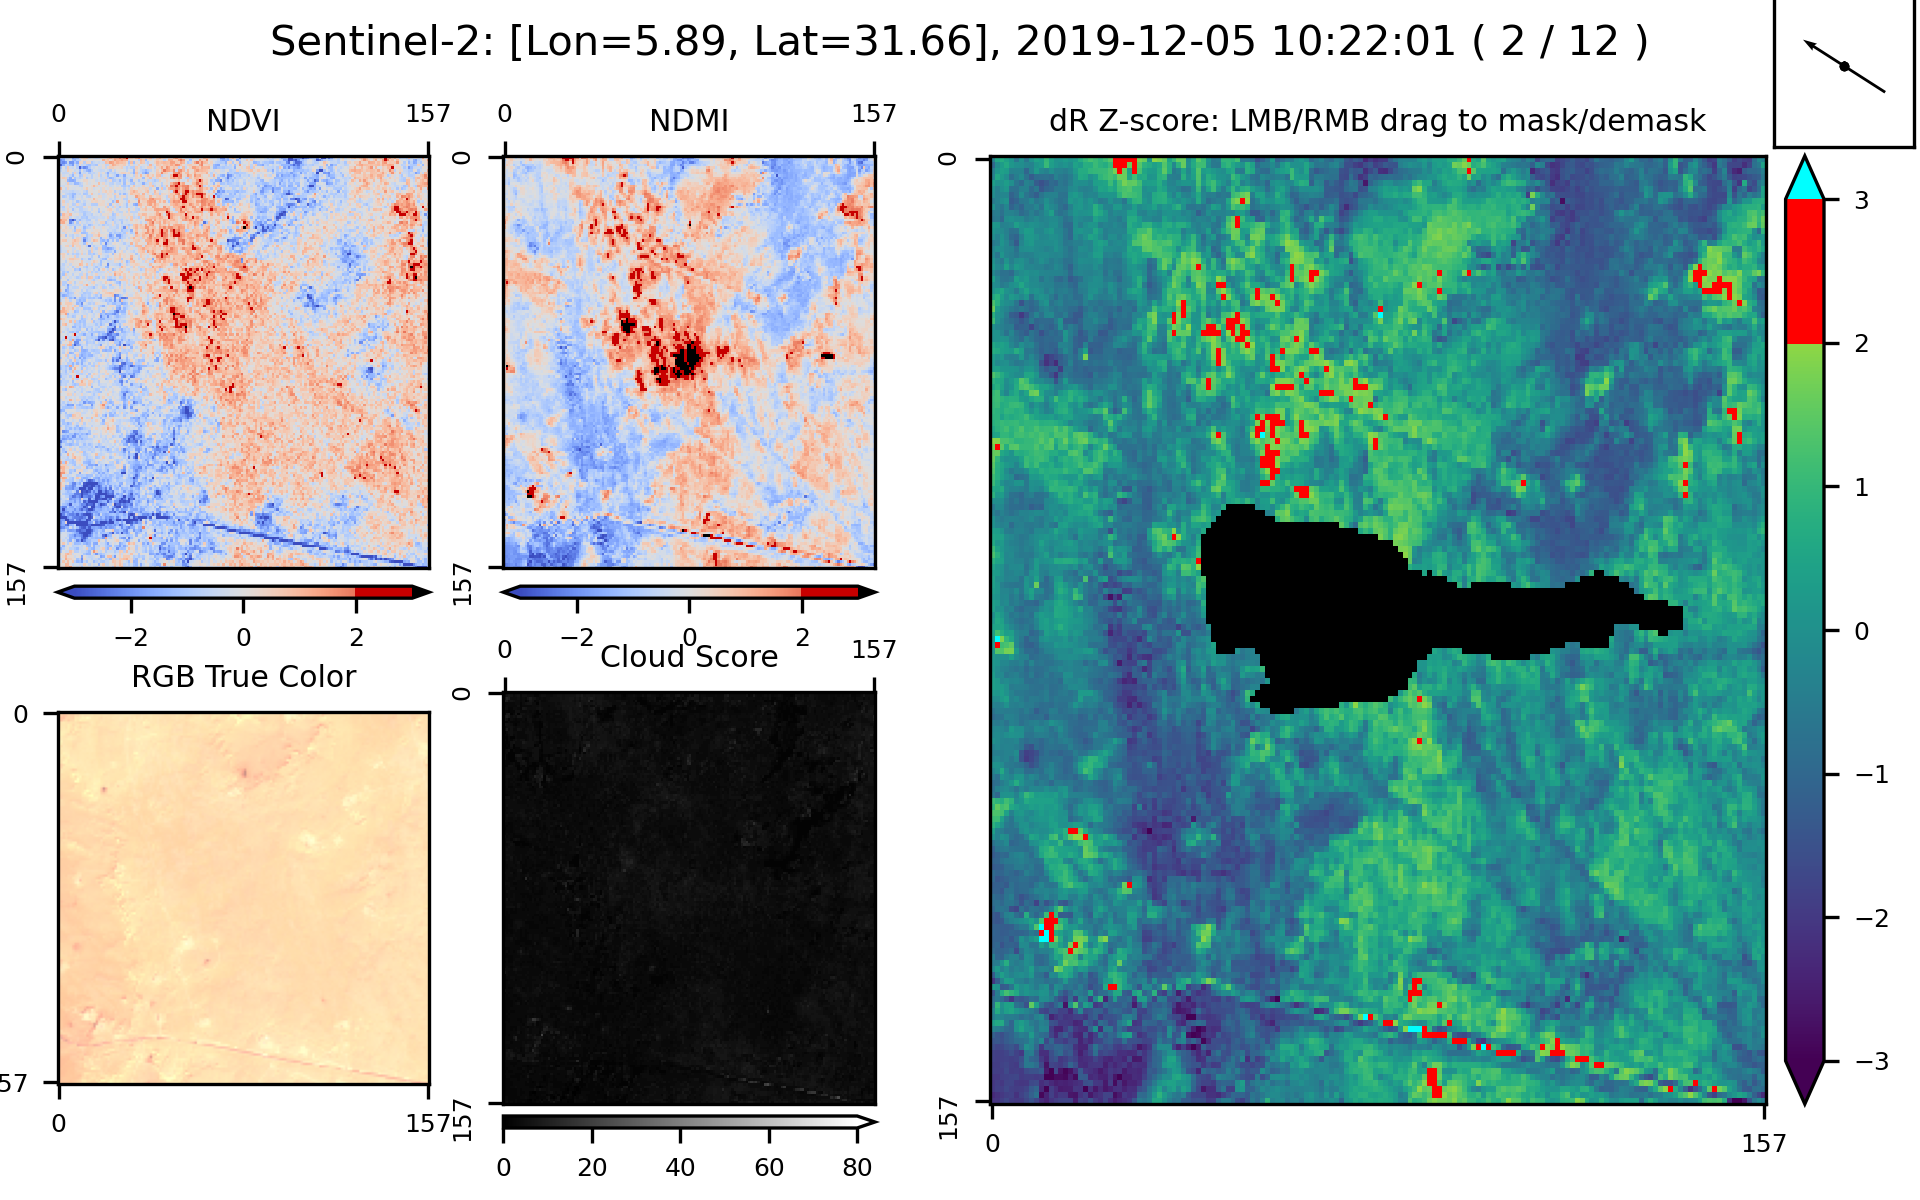 Sentinel-2: [Lon=5.89, Lat=31.66], 2019-12-05 10:22:01 ( 2 / 12 )
0 NDVI 157
0 NDMI 157
dR Z-score: LMB/RMB drag to mask/demask
0
0
0
157
157
−2 0 2
−2 0 2
3
2
1
0
−1
−2
−3
RGB True Color
0 Cloud Score 157
0
57
0 157
0
157
0 20 40 60 80
157
0 157